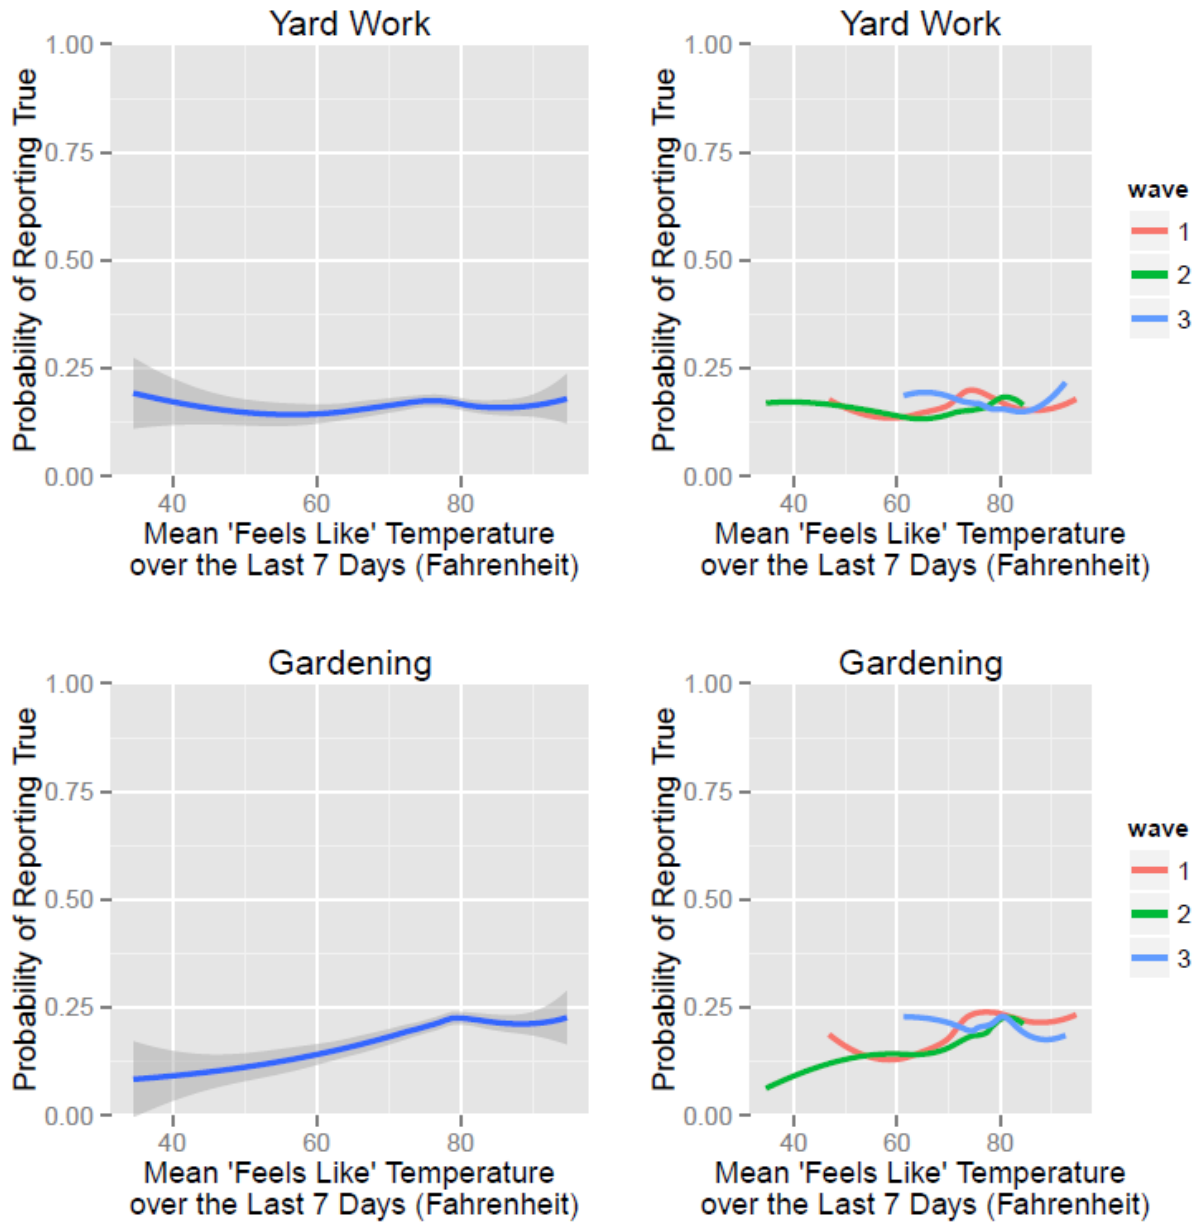 Yard Work
1.00
0.75
0.50
0.25
0.00
Probability of Reporting True
40 60 80
Mean 'Feels Like' Temperature
over the Last 7 Days (Fahrenheit)
Yard Work
1.00
0.75
0.50
0.25
0.00
Probability of Reporting True
40 60 80
Mean 'Feels Like' Temperature
over the Last 7 Days (Fahrenheit)
wave
1
2
3
Gardening
1.00
0.75
0.50
0.25
0.00
Probability of Reporting True
40 60 80
Mean 'Feels Like' Temperature
over the Last 7 Days (Fahrenheit)
Gardening
1.00
0.75
0.50
0.25
0.00
Probability of Reporting True
40 60 80
Mean 'Feels Like' Temperature
over the Last 7 Days (Fahrenheit)
wave
1
2
3